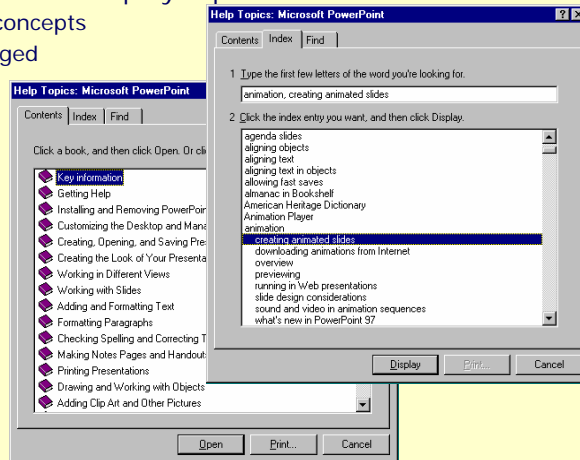 concepts
ged
Help Topics: Microsoft PowerPoint
Contents Index Find
Click a book, and then click Open. Or cli
Key information
Getting Help
Installing and Removing PowerPoin
Customizing the Desktop and Mana
Creating, Opening, and Saving Pre
Creating the Look of Your Presenta
Working in Different Views
Working with Slides
Adding and Formatting Text
Formatting Paragraphs
Checking Spelling and Correcting T
Making Notes Pages and Handout
Printing Presentations
Drawing and Working with Objects
Adding Clip Art and Other Pictures
Open Print... Cancel
Help Topics: Microsoft PowerPoint
Contents Index Find
1 Type the first few letters of the word you're looking for.
animation, creating animated slides
2 Click the index entry you want, and then click Display.
agenda slides
aligning objects
aligning text
aligning text in objects
allowing fast saves
almanac in Bookshelf
American Heritage Dictionary
Animation Player
animation
creating animated slides
downloading animations from Internet
overview
previewing
running in Web presentations
slide design considerations
sound and video in animation sequences
what's new in PowerPoint 97
Display Print... Cancel